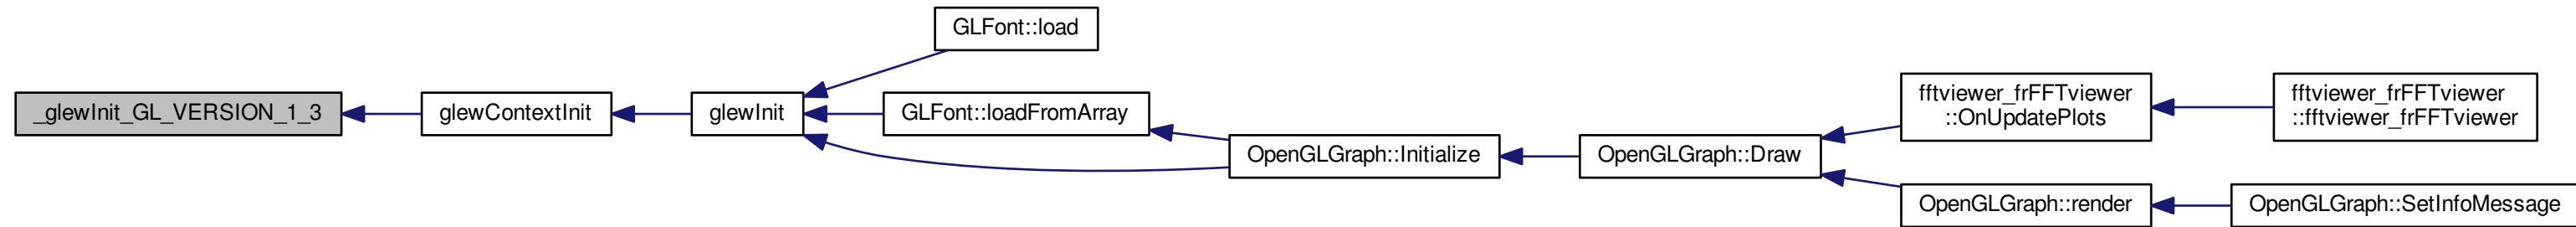 GLFont::load
_glewInit_GL_VERSION_1_3
glewContextInit
glewInit
GLFont::loadFromArray
OpenGLGraph::Initialize
OpenGLGraph::Draw
fftviewer_frFFTviewer
::OnUpdatePlots
fftviewer_frFFTviewer
::fftviewer_frFFTviewer
OpenGLGraph::render
OpenGLGraph::SetInfoMessage